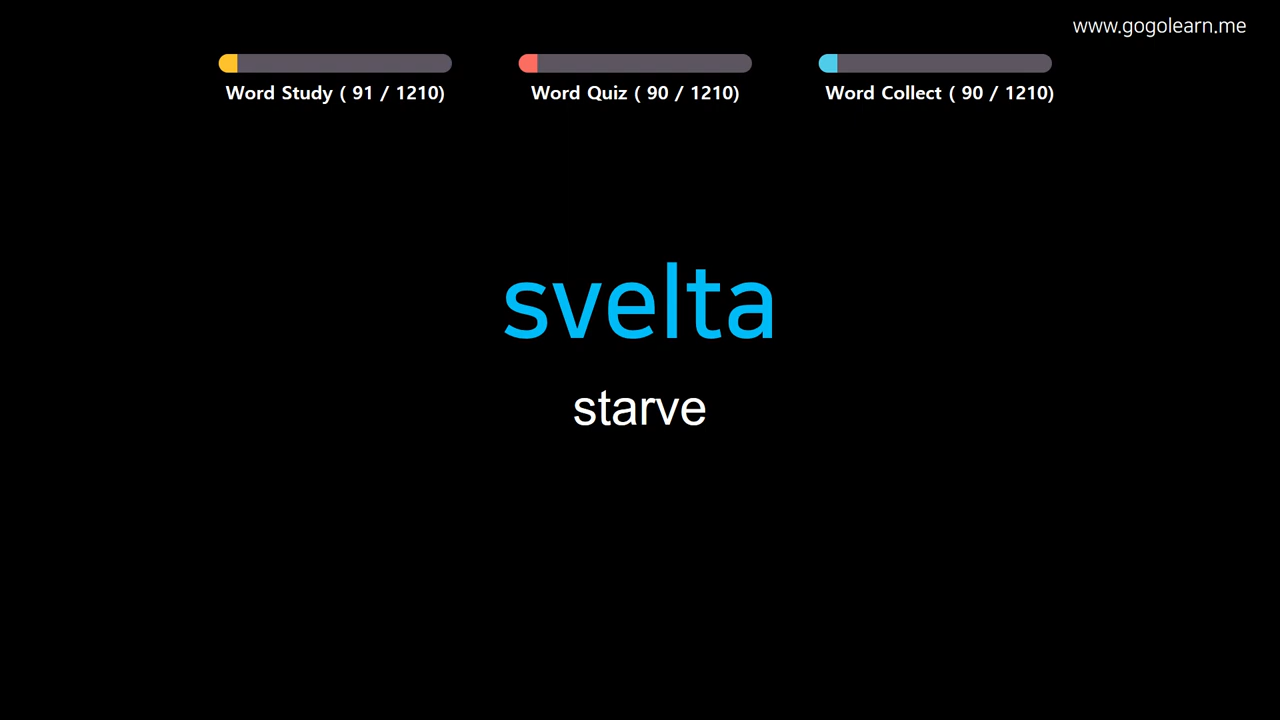 www.gogolearn.me
Word Study ( 91 / 1210)
Word Quiz ( 90 / 1210)
Word Collect ( 90 / 1210)
svelta
starve